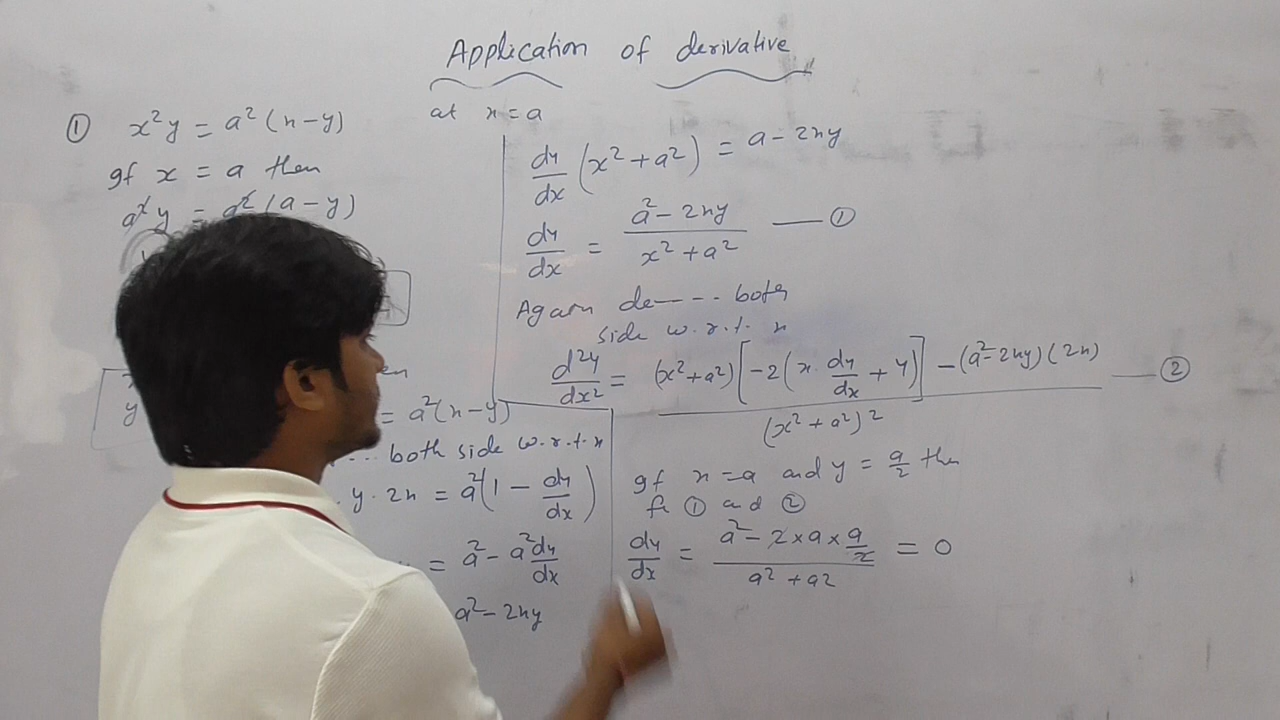 Application of derivative
at x = a
① x²y = a²(x-y)
If x = a then
a²y = a²(a-y)
= a²(x-y)
both side w.r.t. x
y·2x = a²(1 - dy/dx)
= a² - a² dy/dx
a² - 2xy
dy/dx (x² + a²) = a - 2xy
dy/dx = (a² - 2xy)/(x² + a²) —— ①
Again de---- both
side w.r.t. x
d²y/dx² = ((x²+a²)[-2(x·dy/dx + y)] - (a²-2xy)(2x))/(x² + a²)² —— ②
If x = a and y = a/2 then
fr ① and ②
dy/dx = (a² - 2×a×a/2)/(a² + a²) = 0